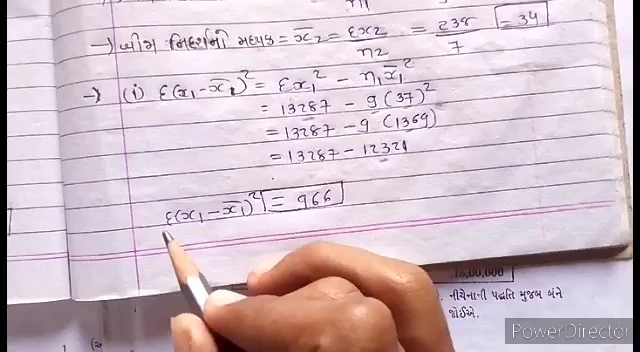 → બીજા નિદર્શનો મધ્યક = x̄₂ = Σx₂/n₂ = 238/7 = 34
→ (i) Σ(x₁ - x̄₁)² = Σx₁² - n₁x̄₁²
= 13287 - 9(37)²
= 13287 - 9(1369)
= 13287 - 12321
Σ(x₁ - x̄₁)² = 966
15,00,000
નીચેનાની પદ્ધતિ મુજબ બંને
જોઈએ.
PowerDirector